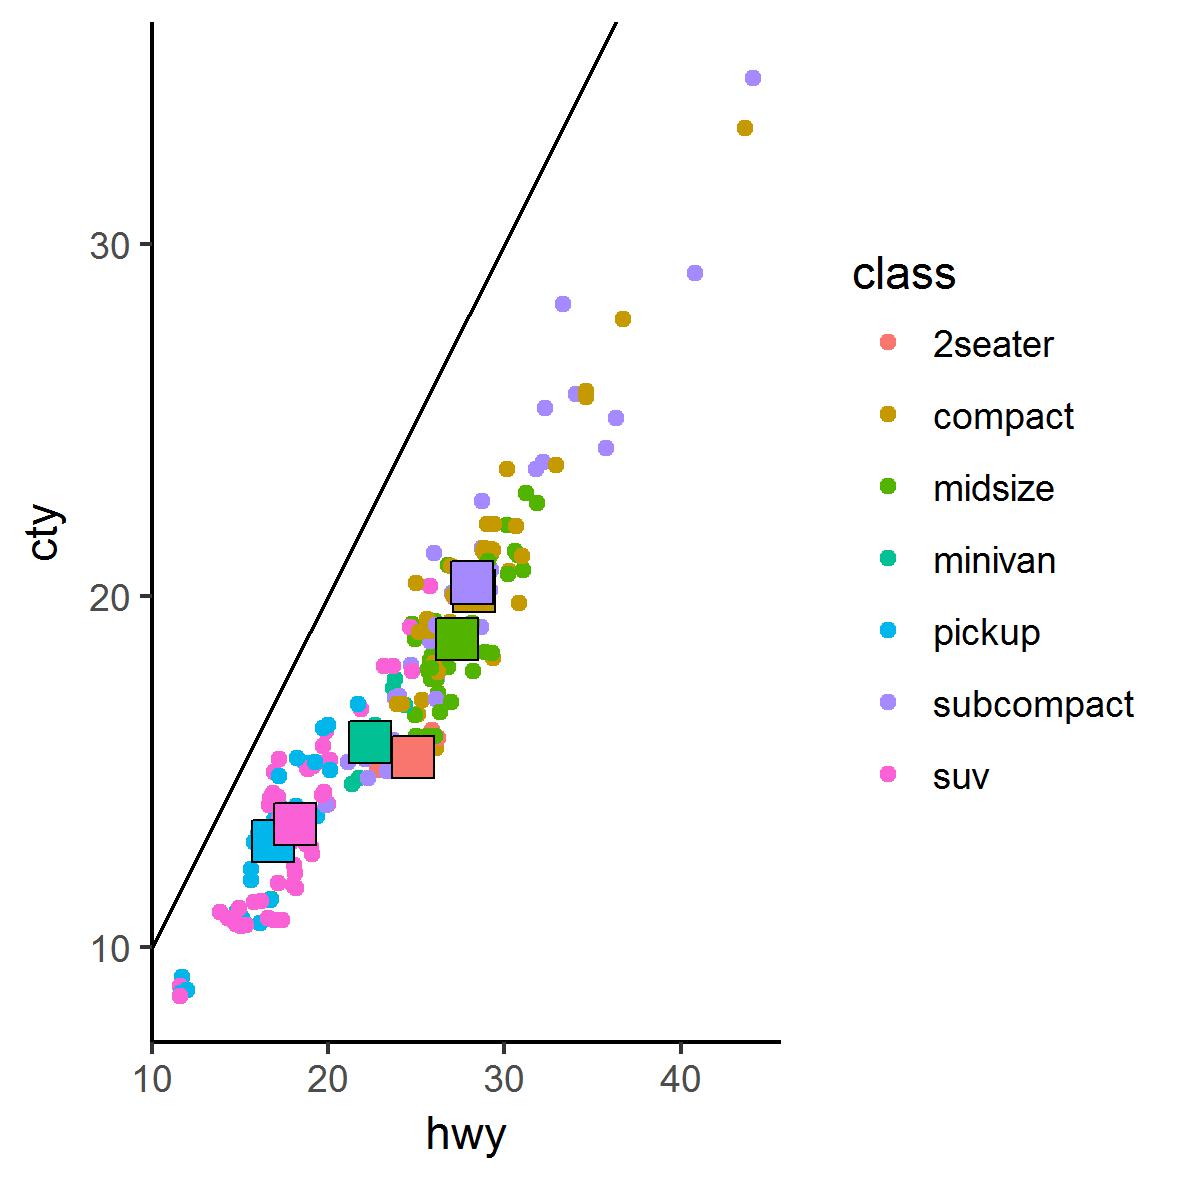 30
20
10
cty
10 20 30 40
hwy
class
2seater
compact
midsize
minivan
pickup
subcompact
suv